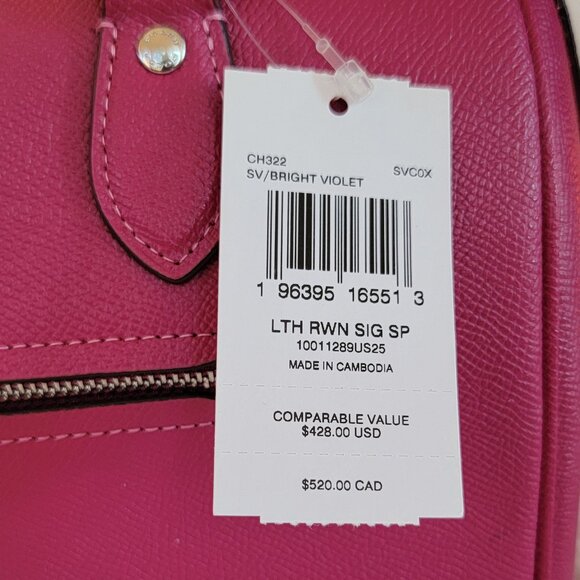 CH322
SV/BRIGHT VIOLET SVC0X
1 96395 16551 3
LTH RWN SIG SP
10011289US25
MADE IN CAMBODIA
COMPARABLE VALUE
$428.00 USD
$520.00 CAD